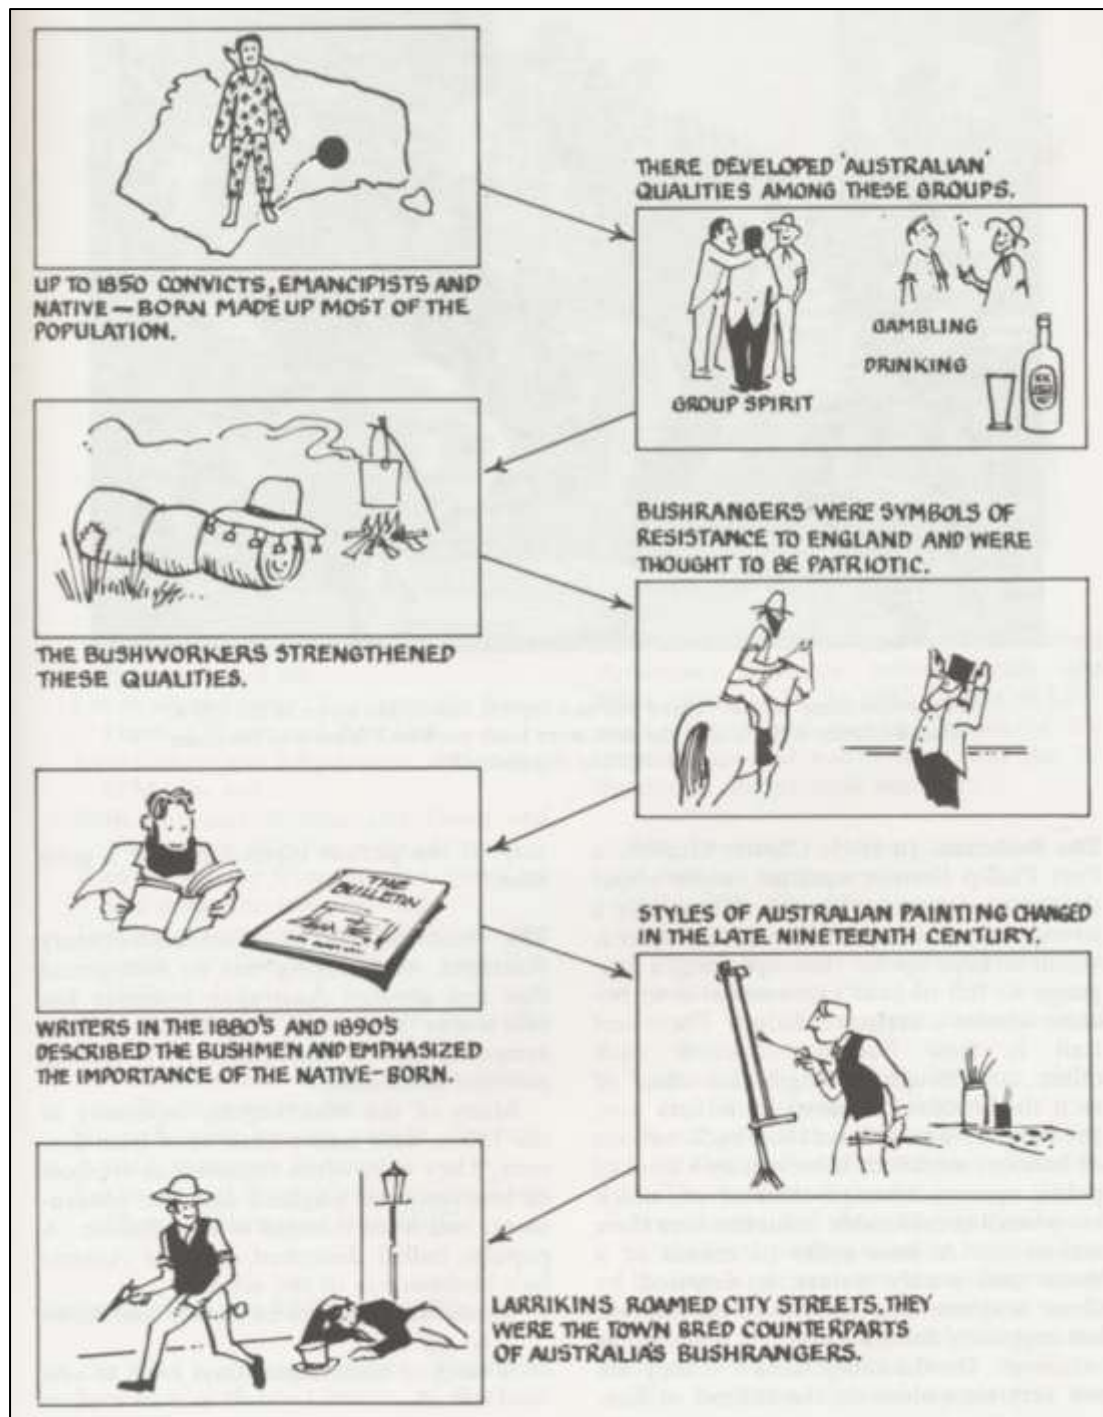 UP TO 1850 CONVICTS, EMANCIPISTS AND
NATIVE — BORN MADE UP MOST OF THE
POPULATION.
THERE DEVELOPED 'AUSTRALIAN'
QUALITIES AMONG THESE GROUPS.
GROUP SPIRIT
GAMBLING
DRINKING
THE BUSHWORKERS STRENGTHENED
THESE QUALITIES.
BUSHRANGERS WERE SYMBOLS OF
RESISTANCE TO ENGLAND AND WERE
THOUGHT TO BE PATRIOTIC.
THE
BULLETIN
WRITERS IN THE 1880'S AND 1890'S
DESCRIBED THE BUSHMEN AND EMPHASIZED
THE IMPORTANCE OF THE NATIVE-BORN.
STYLES OF AUSTRALIAN PAINTING CHANGED
IN THE LATE NINETEENTH CENTURY.
LARRIKINS ROAMED CITY STREETS. THEY
WERE THE TOWN BRED COUNTERPARTS
OF AUSTRALIA'S BUSHRANGERS.